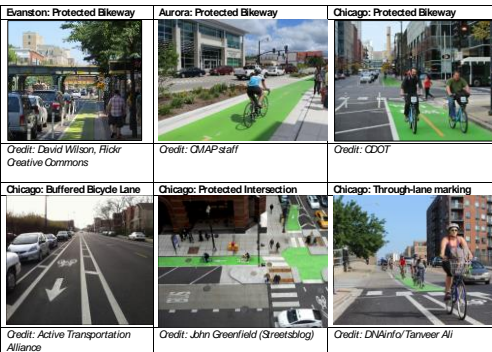 Evanston: Protected Bikeway
Aurora: Protected Bikeway
Chicago: Protected Bikeway
Credit: David Wilson, Flickr
Creative Commons
Credit: CMAP staff
Credit: CDOT
Chicago: Buffered Bicycle Lane
Chicago: Protected Intersection
Chicago: Through-lane marking
Credit: Active Transportation
Alliance
Credit: John Greenfield (Streetsblog)
Credit: DNAinfo/Tanveer Ali